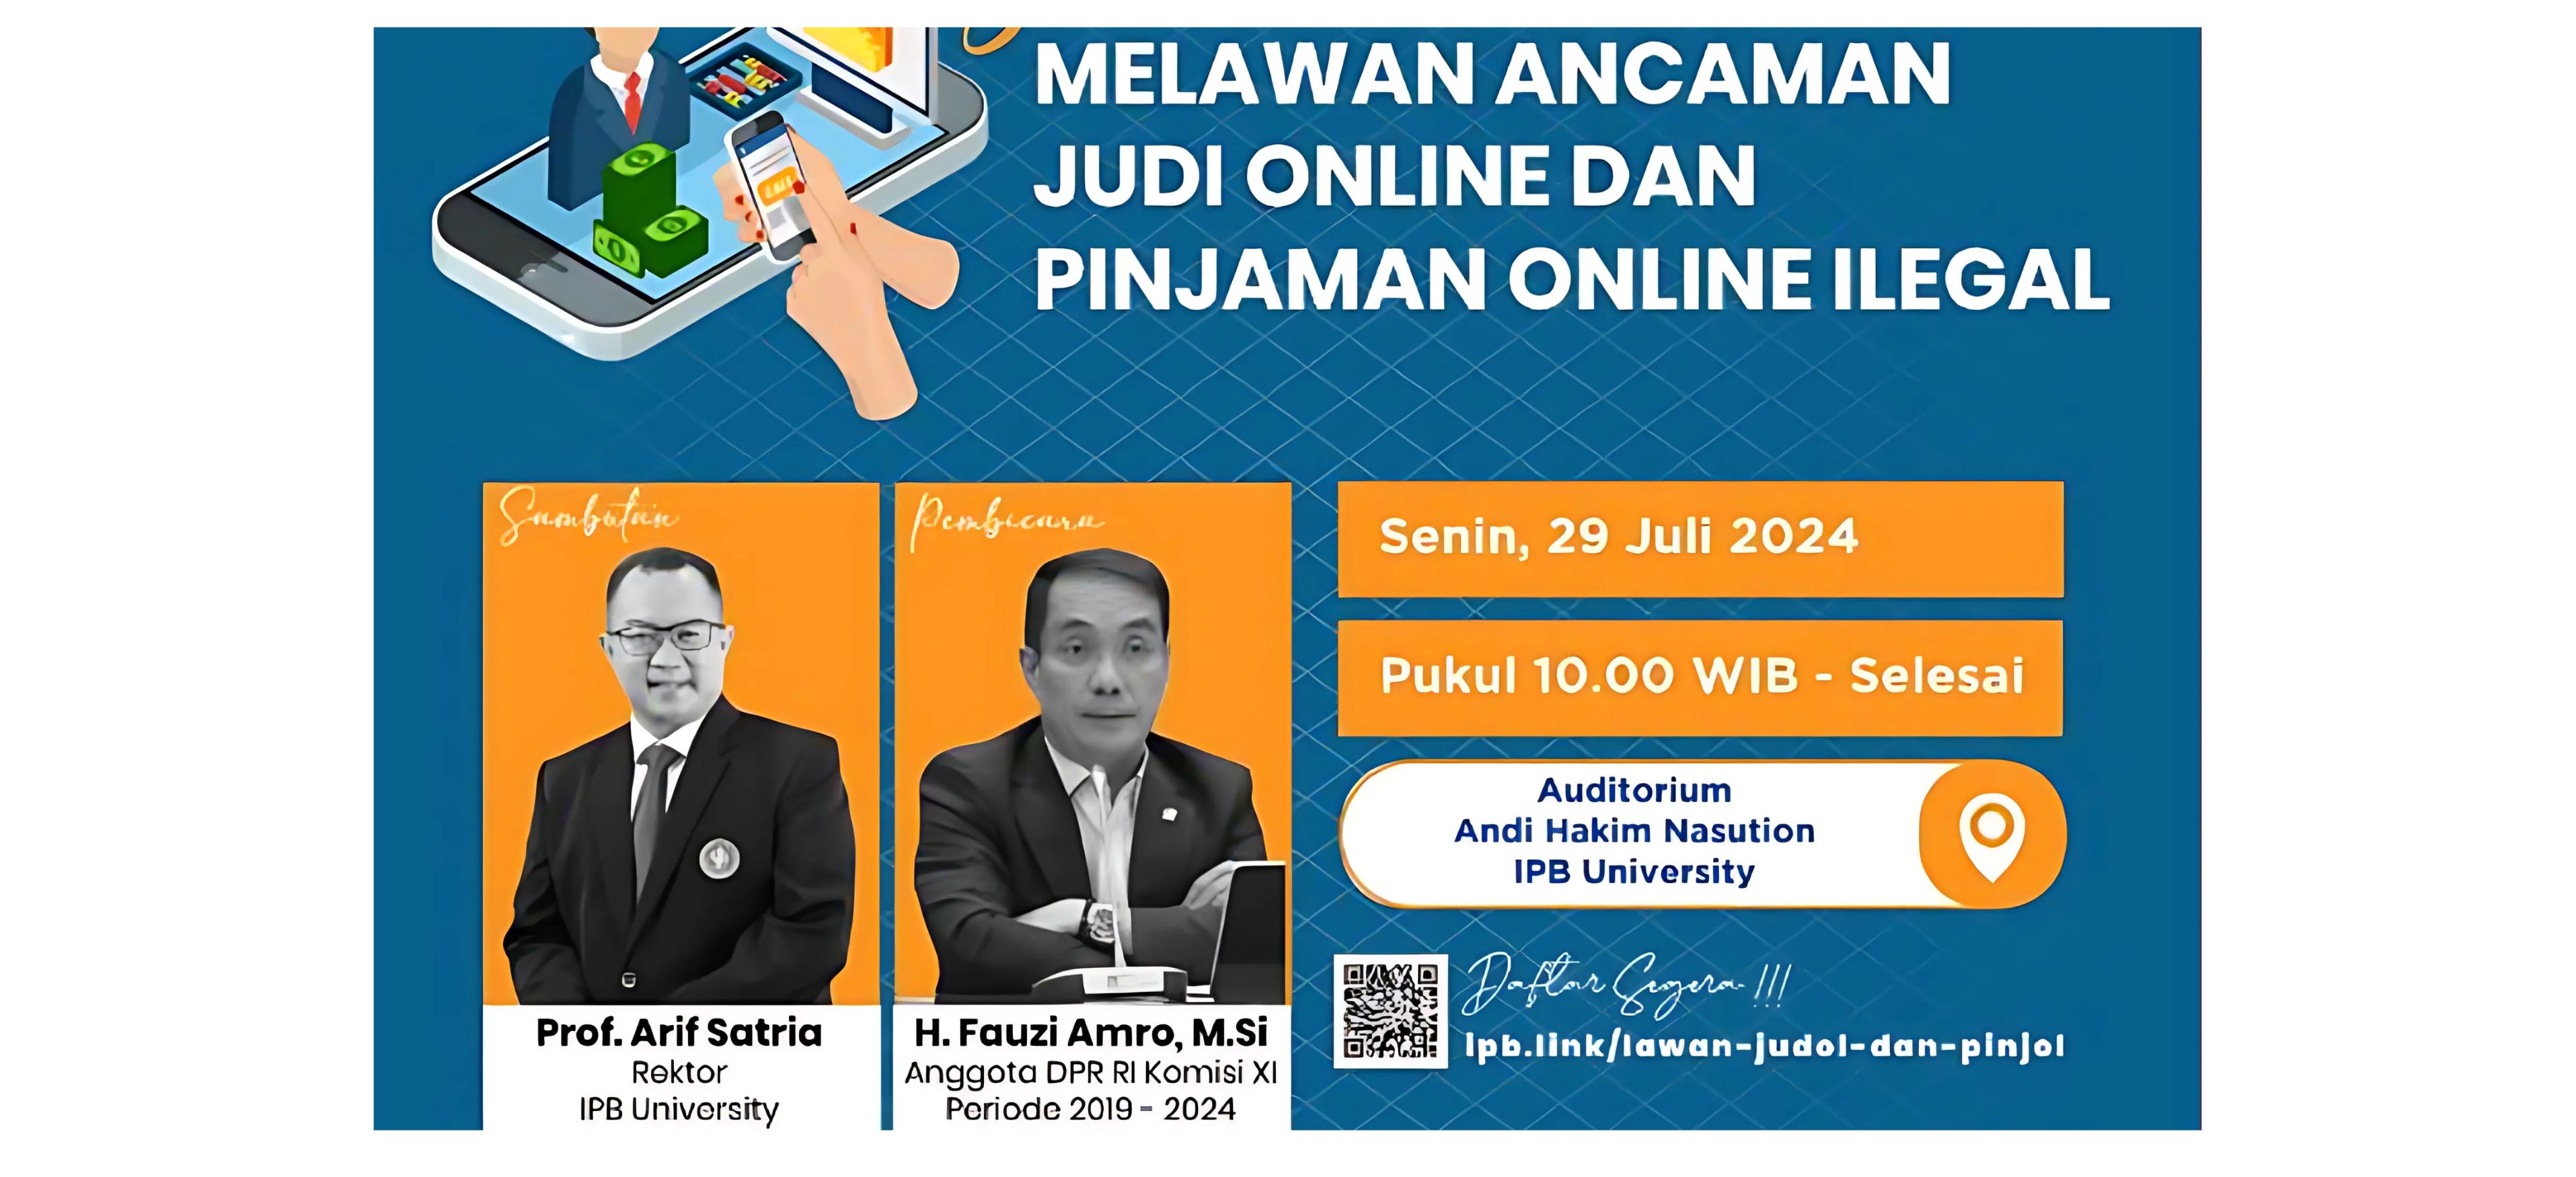 MELAWAN ANCAMAN
JUDI ONLINE DAN
PINJAMAN ONLINE ILEGAL
Sambutan
Prof. Arif Satria
Rektor
IPB University
Pembicara
H. Fauzi Amro, M.Si
Anggota DPR RI Komisi XI
Periode 2019 - 2024
Senin, 29 Juli 2024
Pukul 10.00 WIB - Selesai
Auditorium
Andi Hakim Nasution
IPB University
Daftar Segera !!!
ipb.link/lawan-judol-dan-pinjol